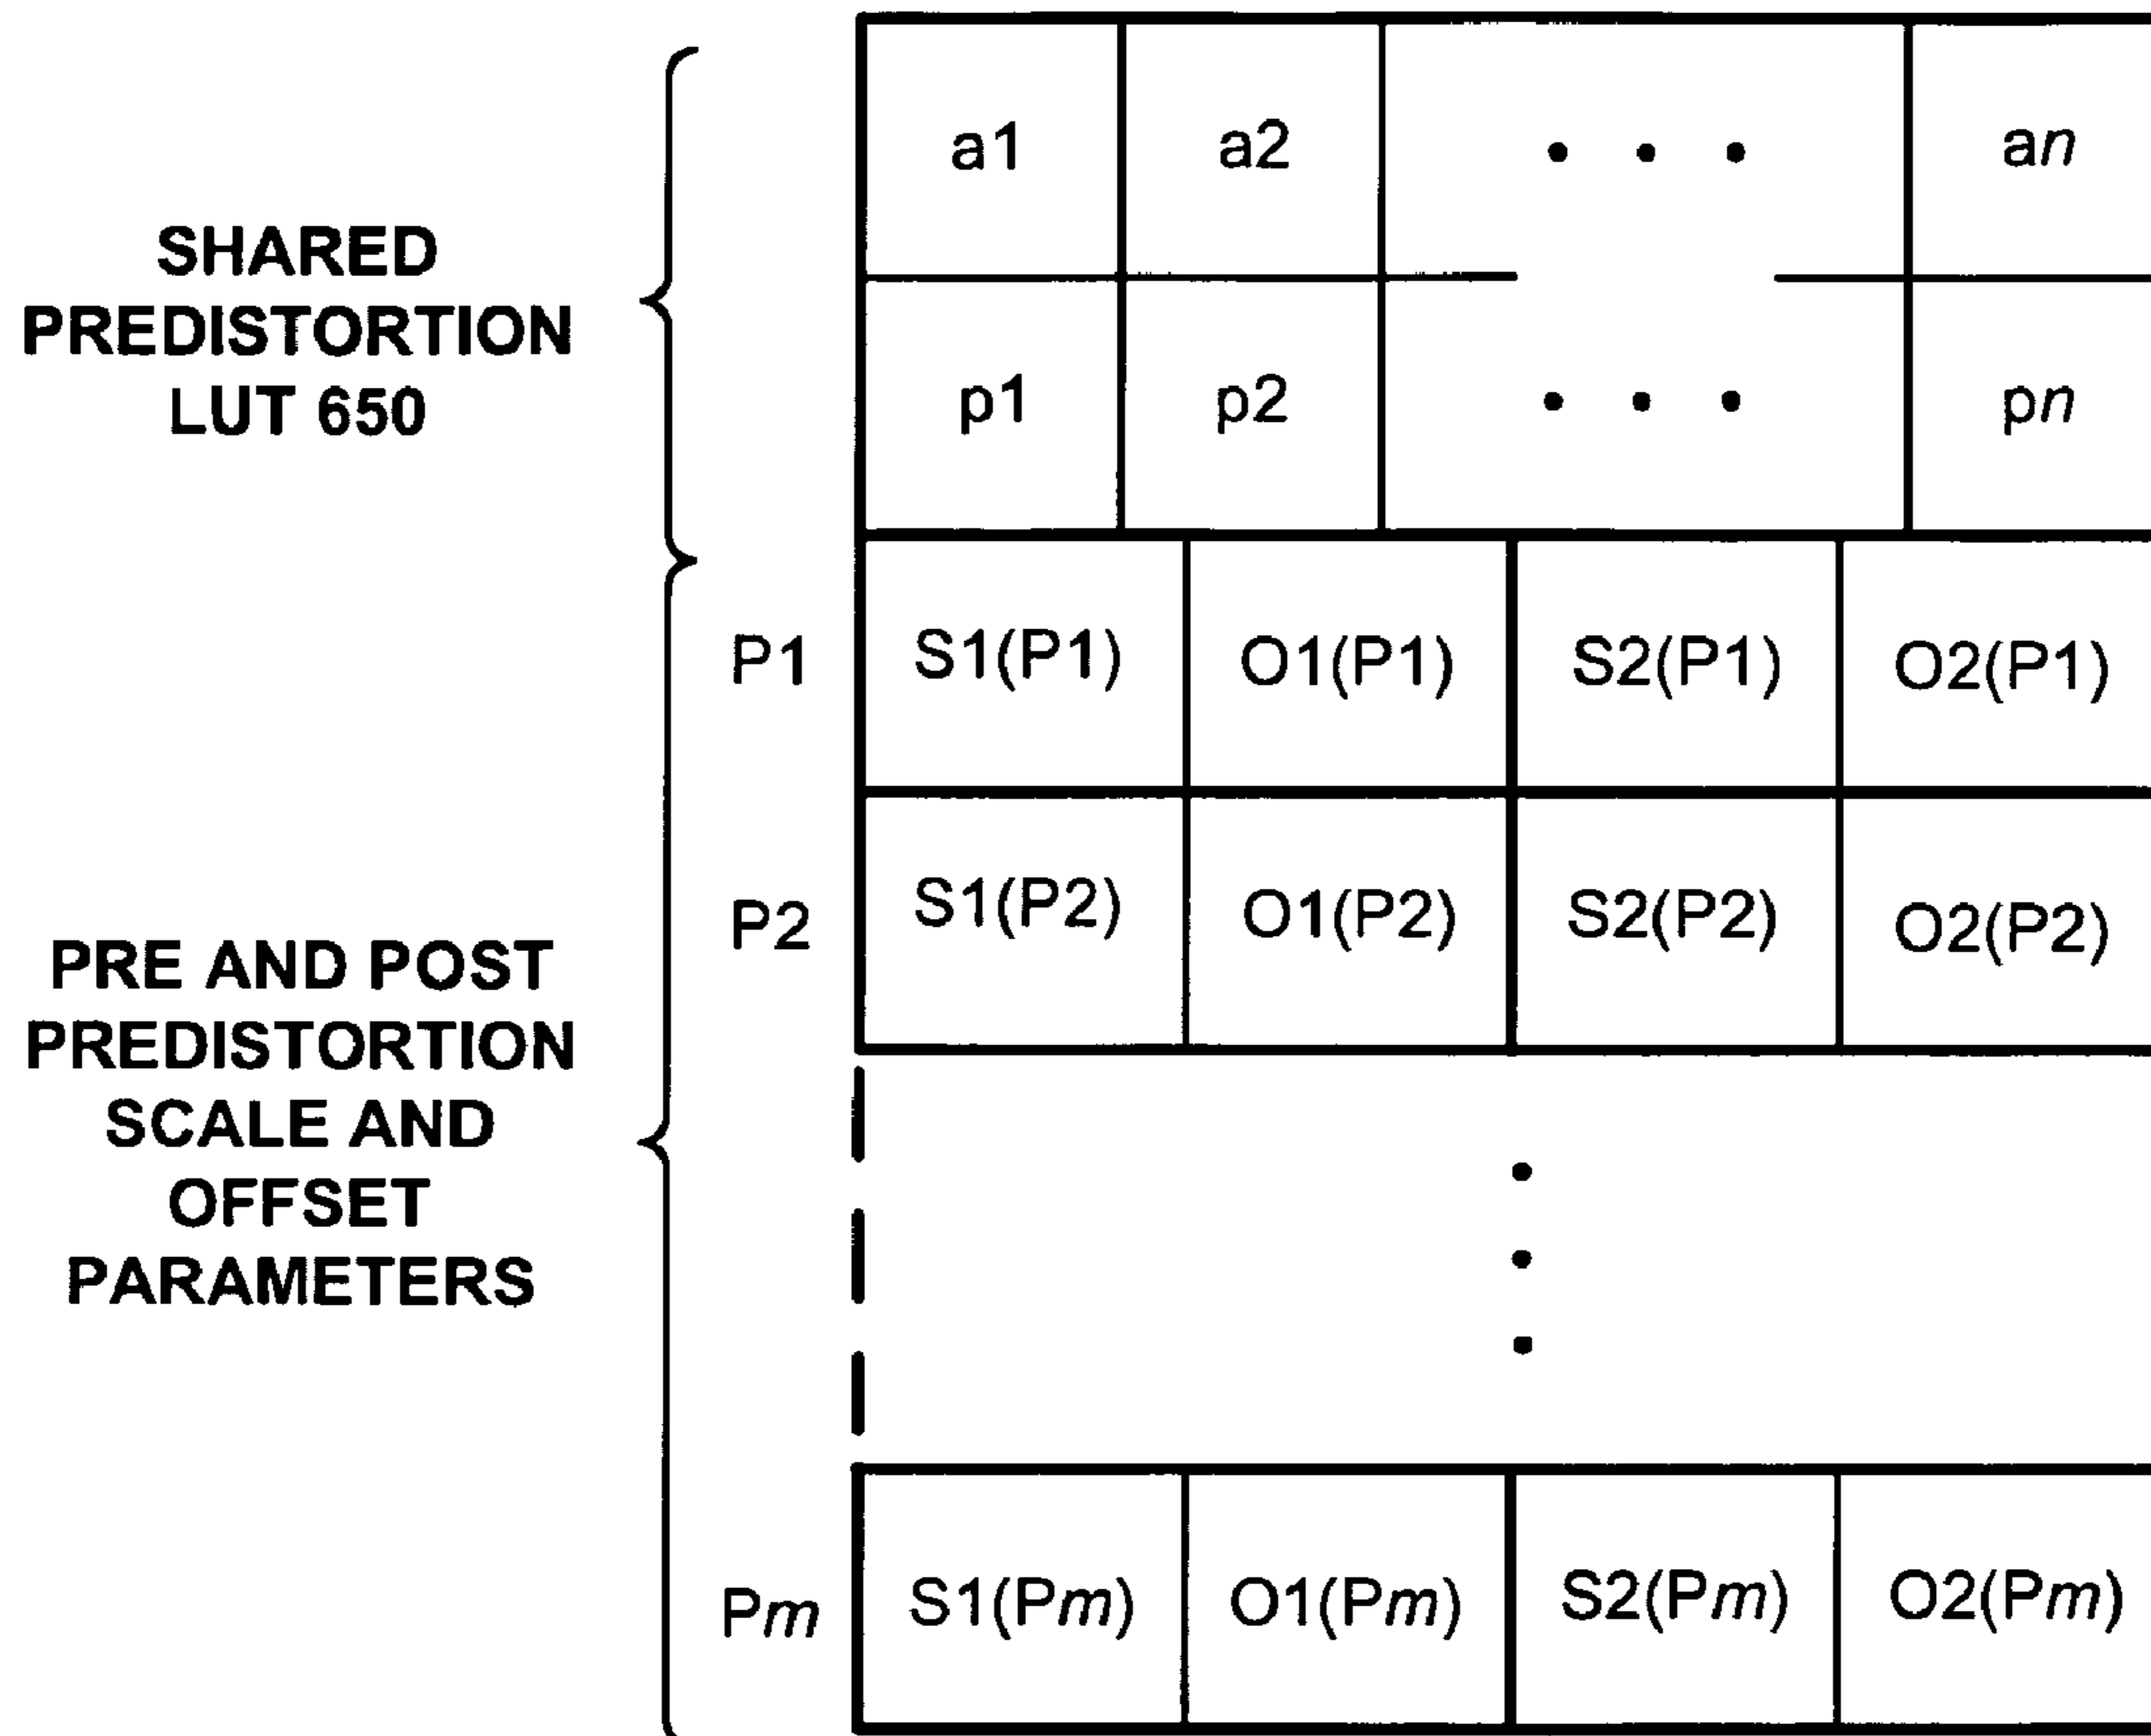 SHARED
PREDISTORTION
LUT 650
a1 a2 • • • an
p1 p2 • • • pn
PRE AND POST
PREDISTORTION
SCALE AND
OFFSET
PARAMETERS
P1 S1(P1) O1(P1) S2(P1) O2(P1)
P2 S1(P2) O1(P2) S2(P2) O2(P2)
Pm S1(Pm) O1(Pm) S2(Pm) O2(Pm)